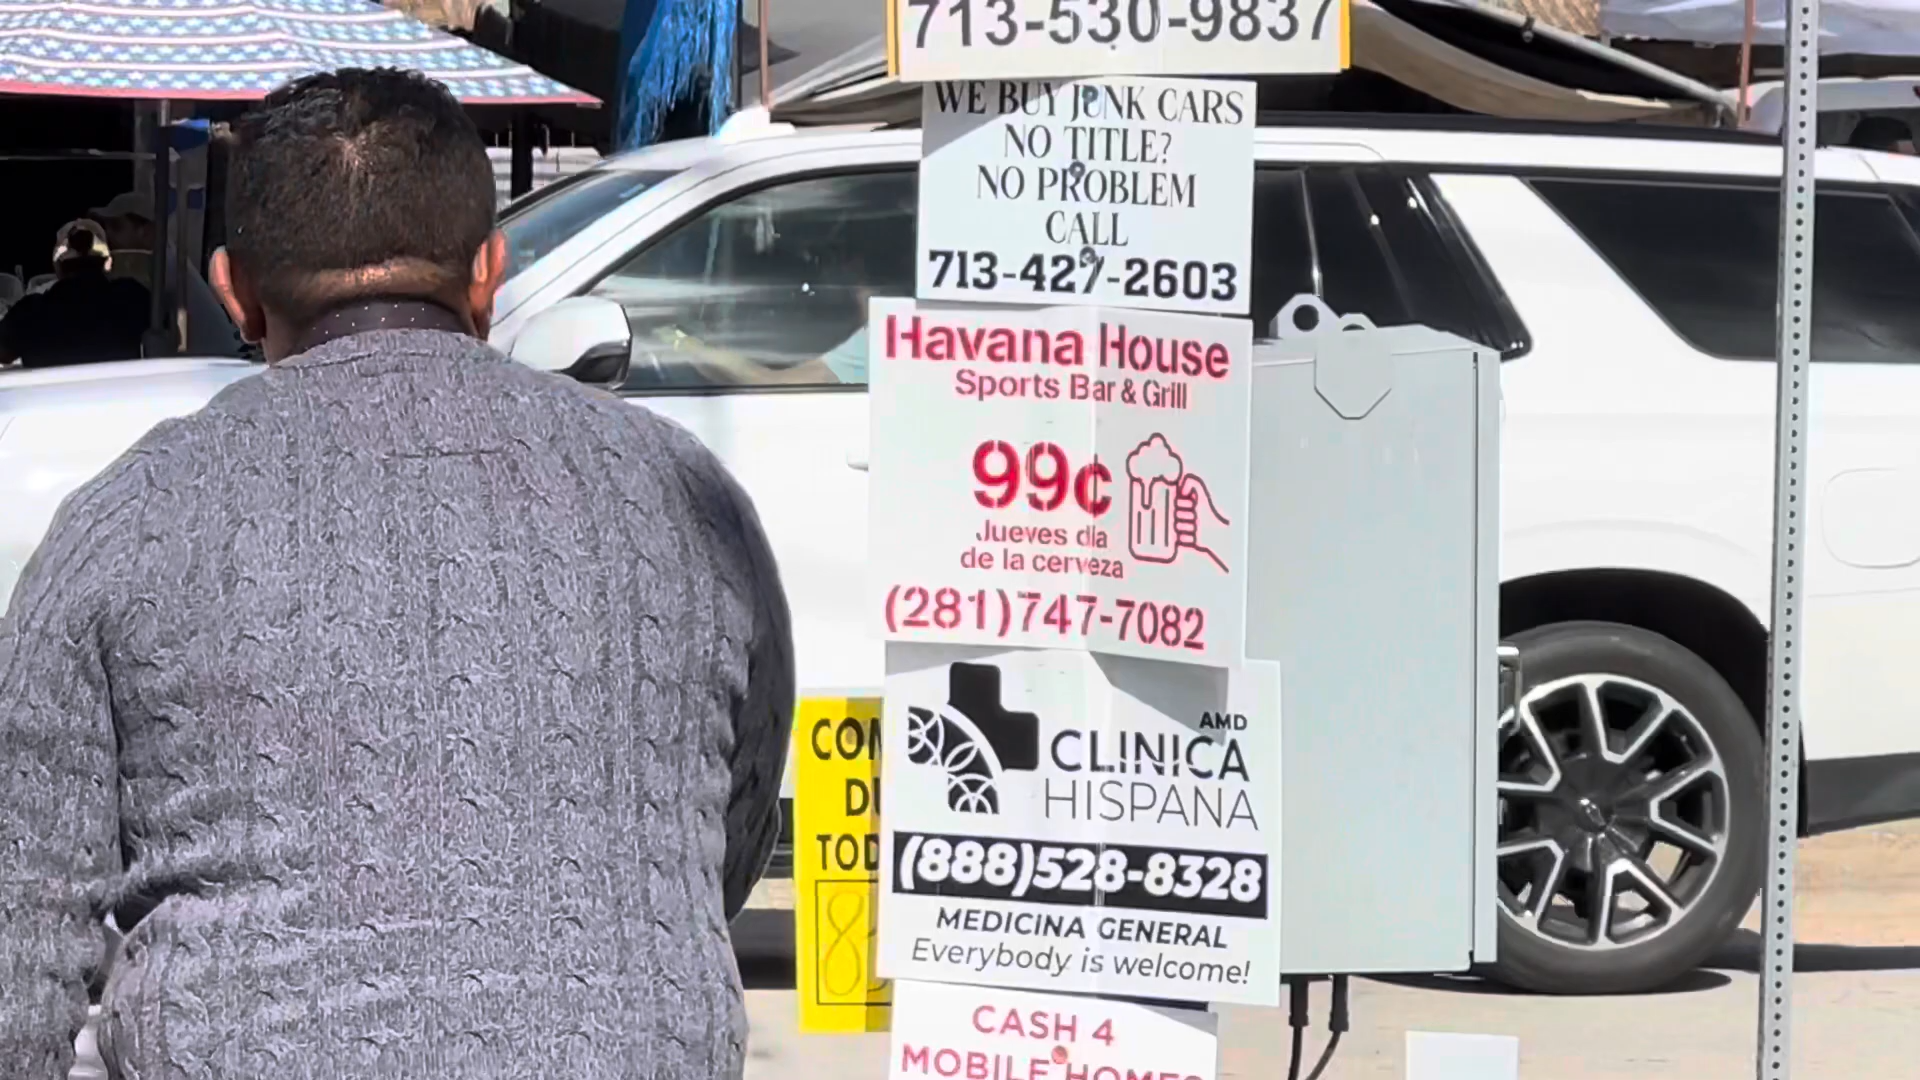 713-530-9837
WE BUY JUNK CARS
NO TITLE?
NO PROBLEM
CALL
713-427-2603
Havana House
Sports Bar & Grill
99¢
Jueves día
de la cerveza
(281)747-7082
AMD
CLINICA
HISPANA
(888)528-8328
MEDICINA GENERAL
Everybody is welcome!
CASH 4
MOBILE HOMES